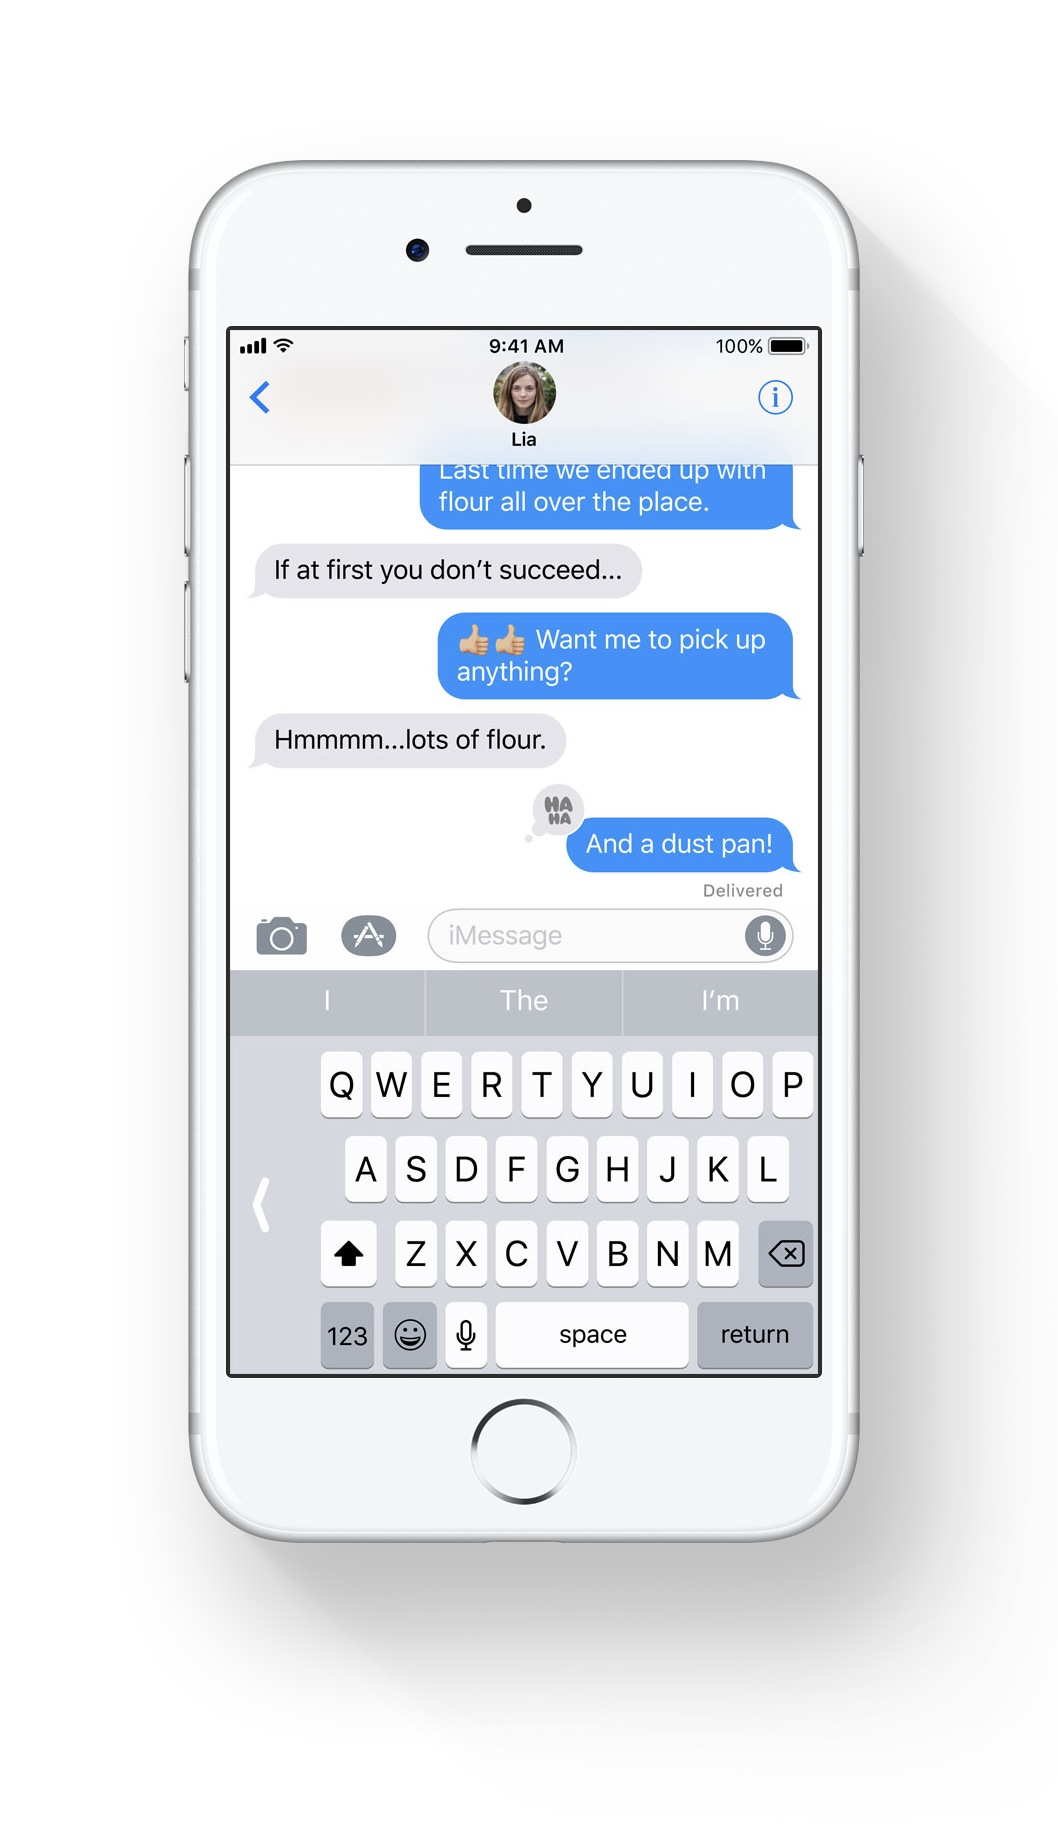 9:41 AM
100%
Lia
Last time we ended up with
flour all over the place.
If at first you don’t succeed...
👍🏼👍🏼 Want me to pick up
anything?
Hmmmm...lots of flour.
HA
HA
And a dust pan!
Delivered
iMessage
I The I’m
Q W E R T Y U I O P
A S D F G H J K L
Z X C V B N M
123 space return